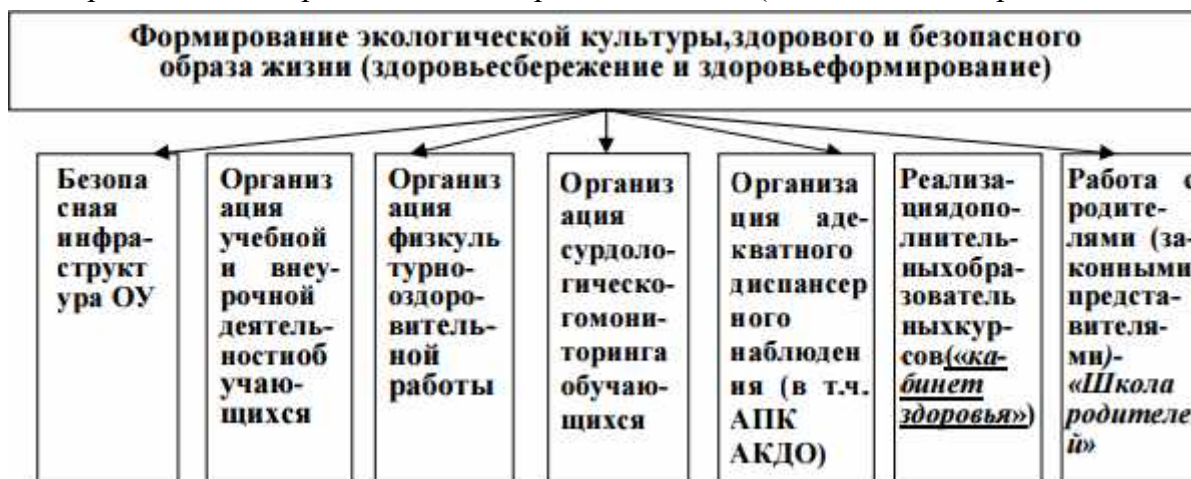 Формирование экологической культуры,здорового и безопасного
образа жизни (здоровьесбережение и здоровьеформирование)
Безопа
сная
инфра-
структ
ура ОУ
Организ
ация
учебной
и внеу-
рочной
деятель-
ностиоб
учаю-
щихся
Организ
ация
физкуль
турно-
оздоро-
витель-
ной
работы
Организ
ация
сурдоло-
гическо-
гомони-
торинга
обучаю-
щихся
Организа
ция аде-
кватного
диспансер
ного
наблюден
ия (в т.ч.
АПК
АКДО)
Реализа-
циядопо-
лнитель-
ныхобра-
зователь
ныхкур-
сов(«ка-
бинет
здоровья»)
Работа с
родите-
лями (за-
конными
предста-
вителя-
ми)-
«Школа
родителе
й»